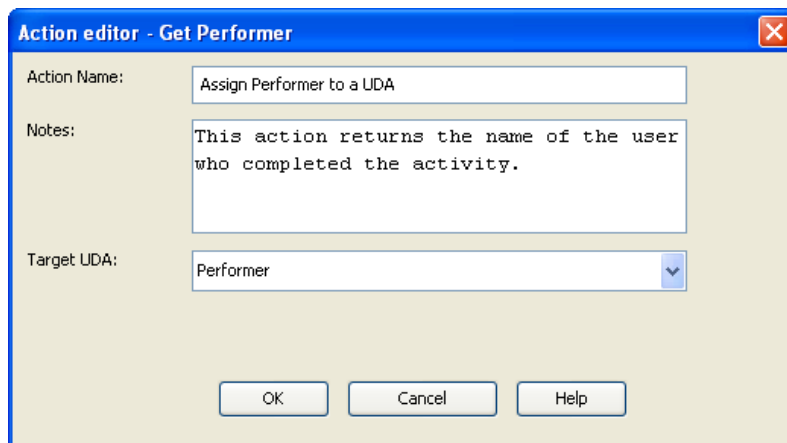 Action editor - Get Performer
Action Name:
Assign Performer to a UDA
Notes:
This action returns the name of the user
who completed the activity.
Target UDA:
Performer
OK
Cancel
Help